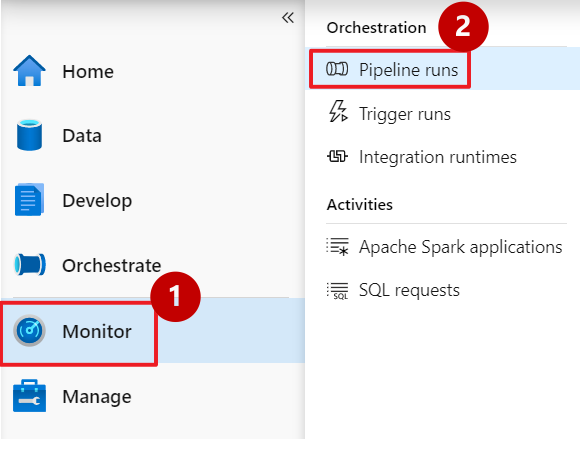 «
Home
Data
Develop
Orchestrate
1
Monitor
Manage
Orchestration
2
Pipeline runs
Trigger runs
Integration runtimes
Activities
Apache Spark applications
SQL
SQL requests